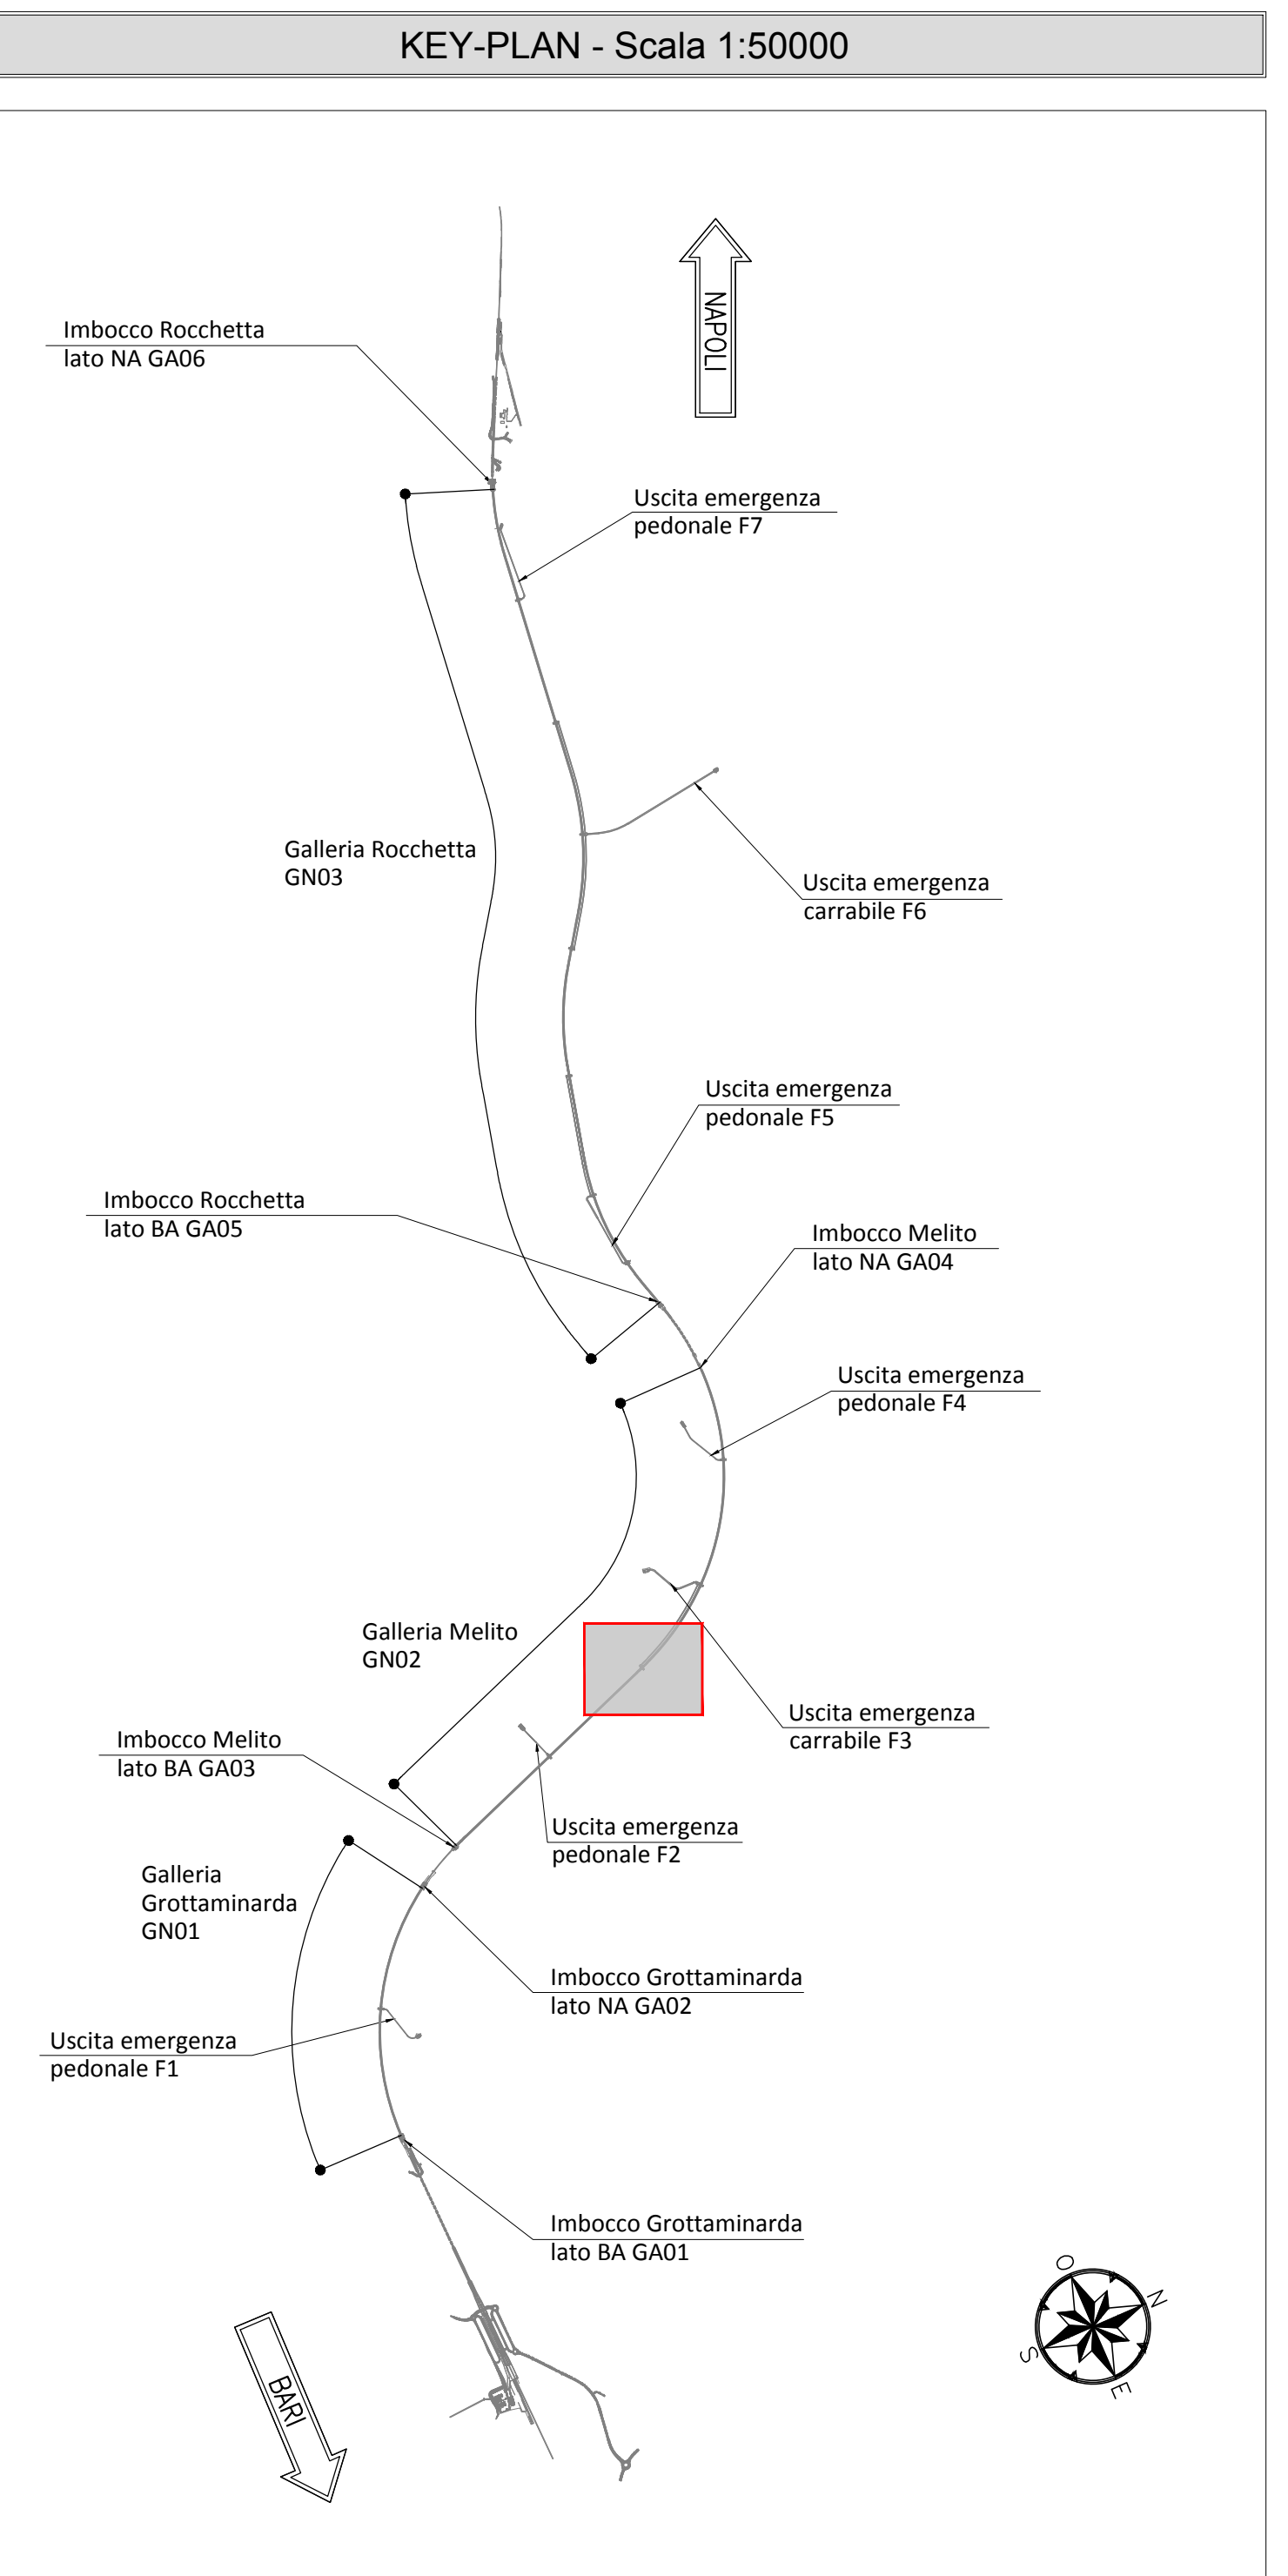 KEY-PLAN - Scala 1:50000
NAPOLI
Imbocco Rocchetta
lato NA GA06
Uscita emergenza
pedonale F7
Galleria Rocchetta
GN03
Uscita emergenza
carrabile F6
Uscita emergenza
pedonale F5
Imbocco Rocchetta
lato BA GA05
Imbocco Melito
lato NA GA04
Uscita emergenza
pedonale F4
Galleria Melito
GN02
Uscita emergenza
carrabile F3
Imbocco Melito
lato BA GA03
Uscita emergenza
pedonale F2
Galleria
Grottaminarda
GN01
Imbocco Grottaminarda
lato NA GA02
Uscita emergenza
pedonale F1
Imbocco Grottaminarda
lato BA GA01
O
N
S
E
BARI